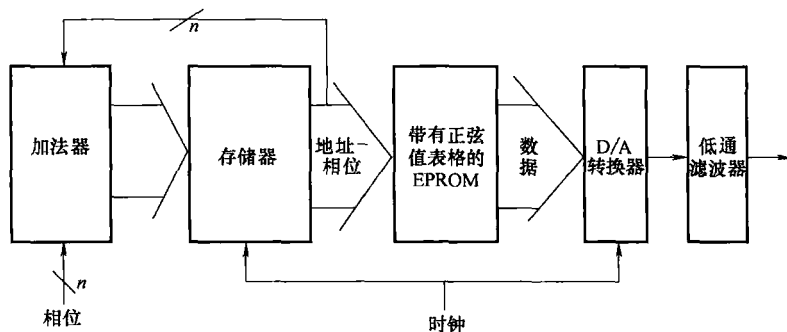 n
加法器
存储器
地址-
相位
带有正弦
值表格的
EPROM
数据
D/A
转换器
低通
滤波器
n
相位
时钟